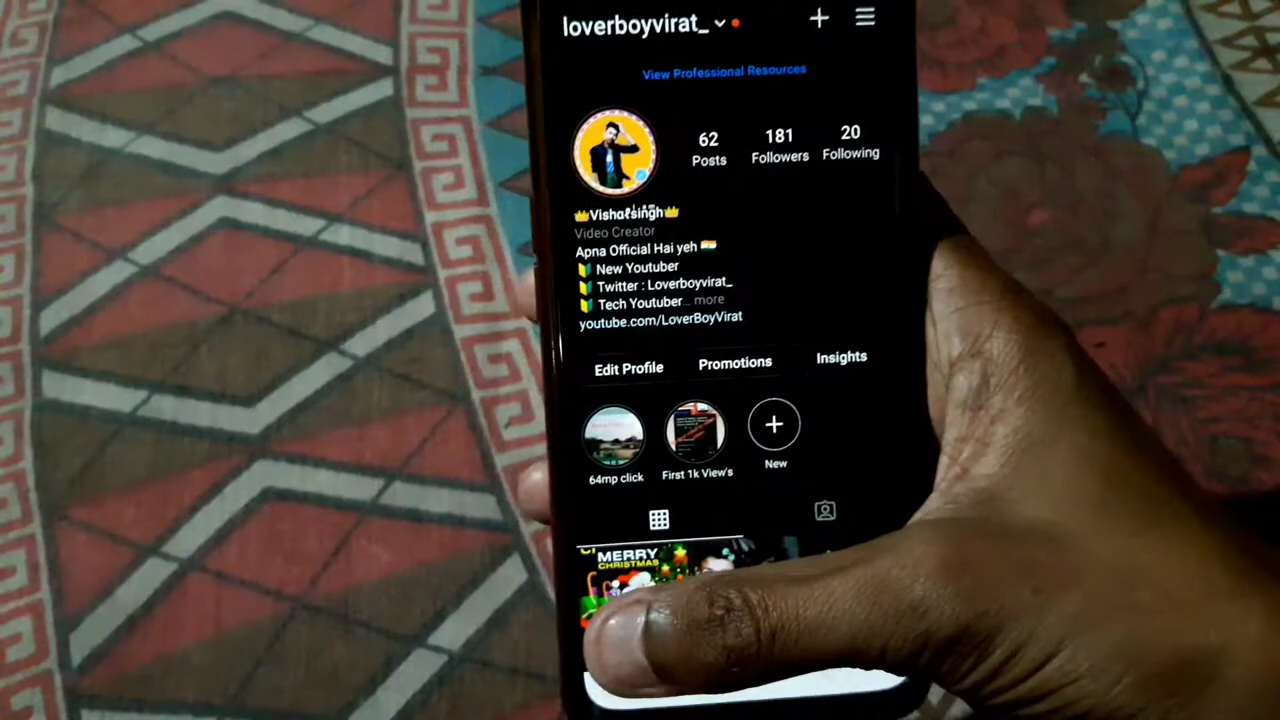 loverboyvirat_
View Professional Resources
62 181 20
Posts Followers Following
👑Vishalsingh👑
Video Creator
Apna Official Hai yeh 🇮🇳
🔰 New Youtuber
🔰 Twitter : Loverboyvirat_
🔰 Tech Youtuber... more
youtube.com/LoverBoyVirat
Edit Profile Promotions Insights
64mp click First 1k View's New
MERRY
CHRISTMAS